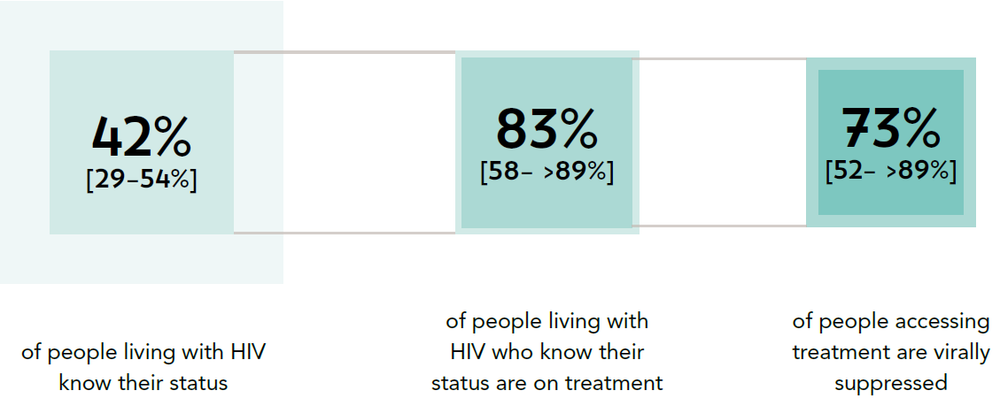 42%
[29–54%]
of people living with HIV
know their status
83%
[58– >89%]
of people living with
HIV who know their
status are on treatment
73%
[52– >89%]
of people accessing
treatment are virally
suppressed